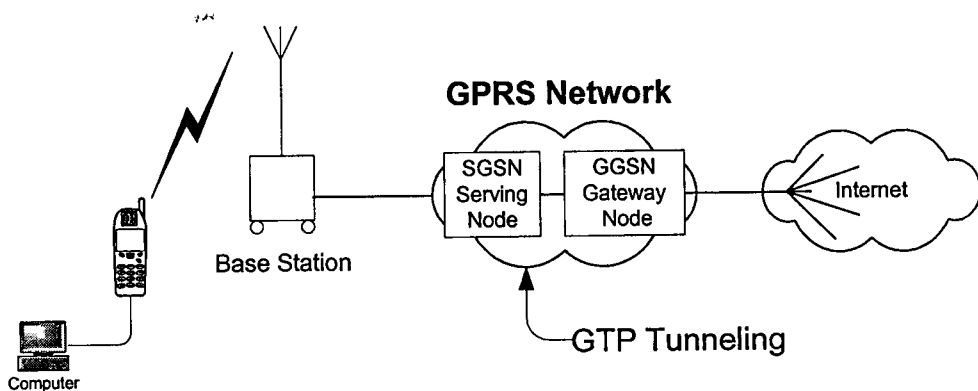 GPRS Network
SGSN
Serving
Node
GGSN
Gateway
Node
Internet
Base Station
GTP Tunneling
Computer